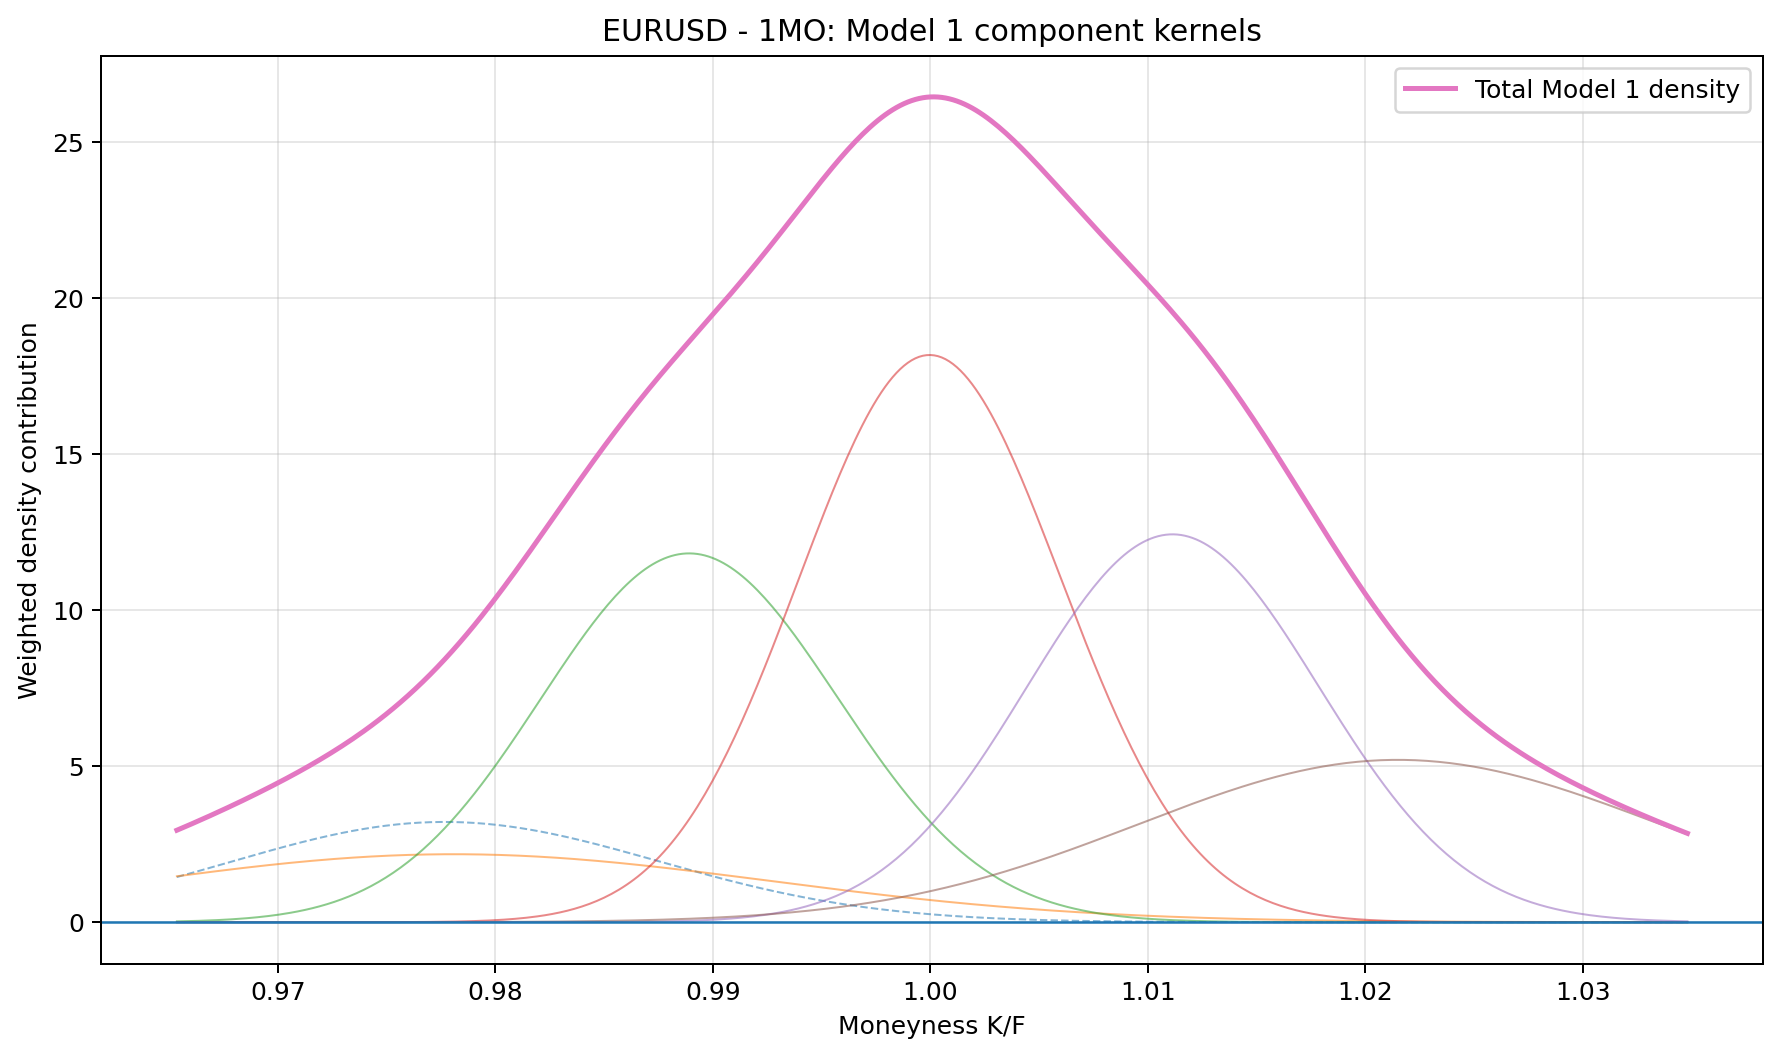 EURUSD - 1MO: Model 1 component kernels
Total Model 1 density
25
20
15
10
5
0
Weighted density contribution
0.97 0.98 0.99 1.00 1.01 1.02 1.03
Moneyness K/F